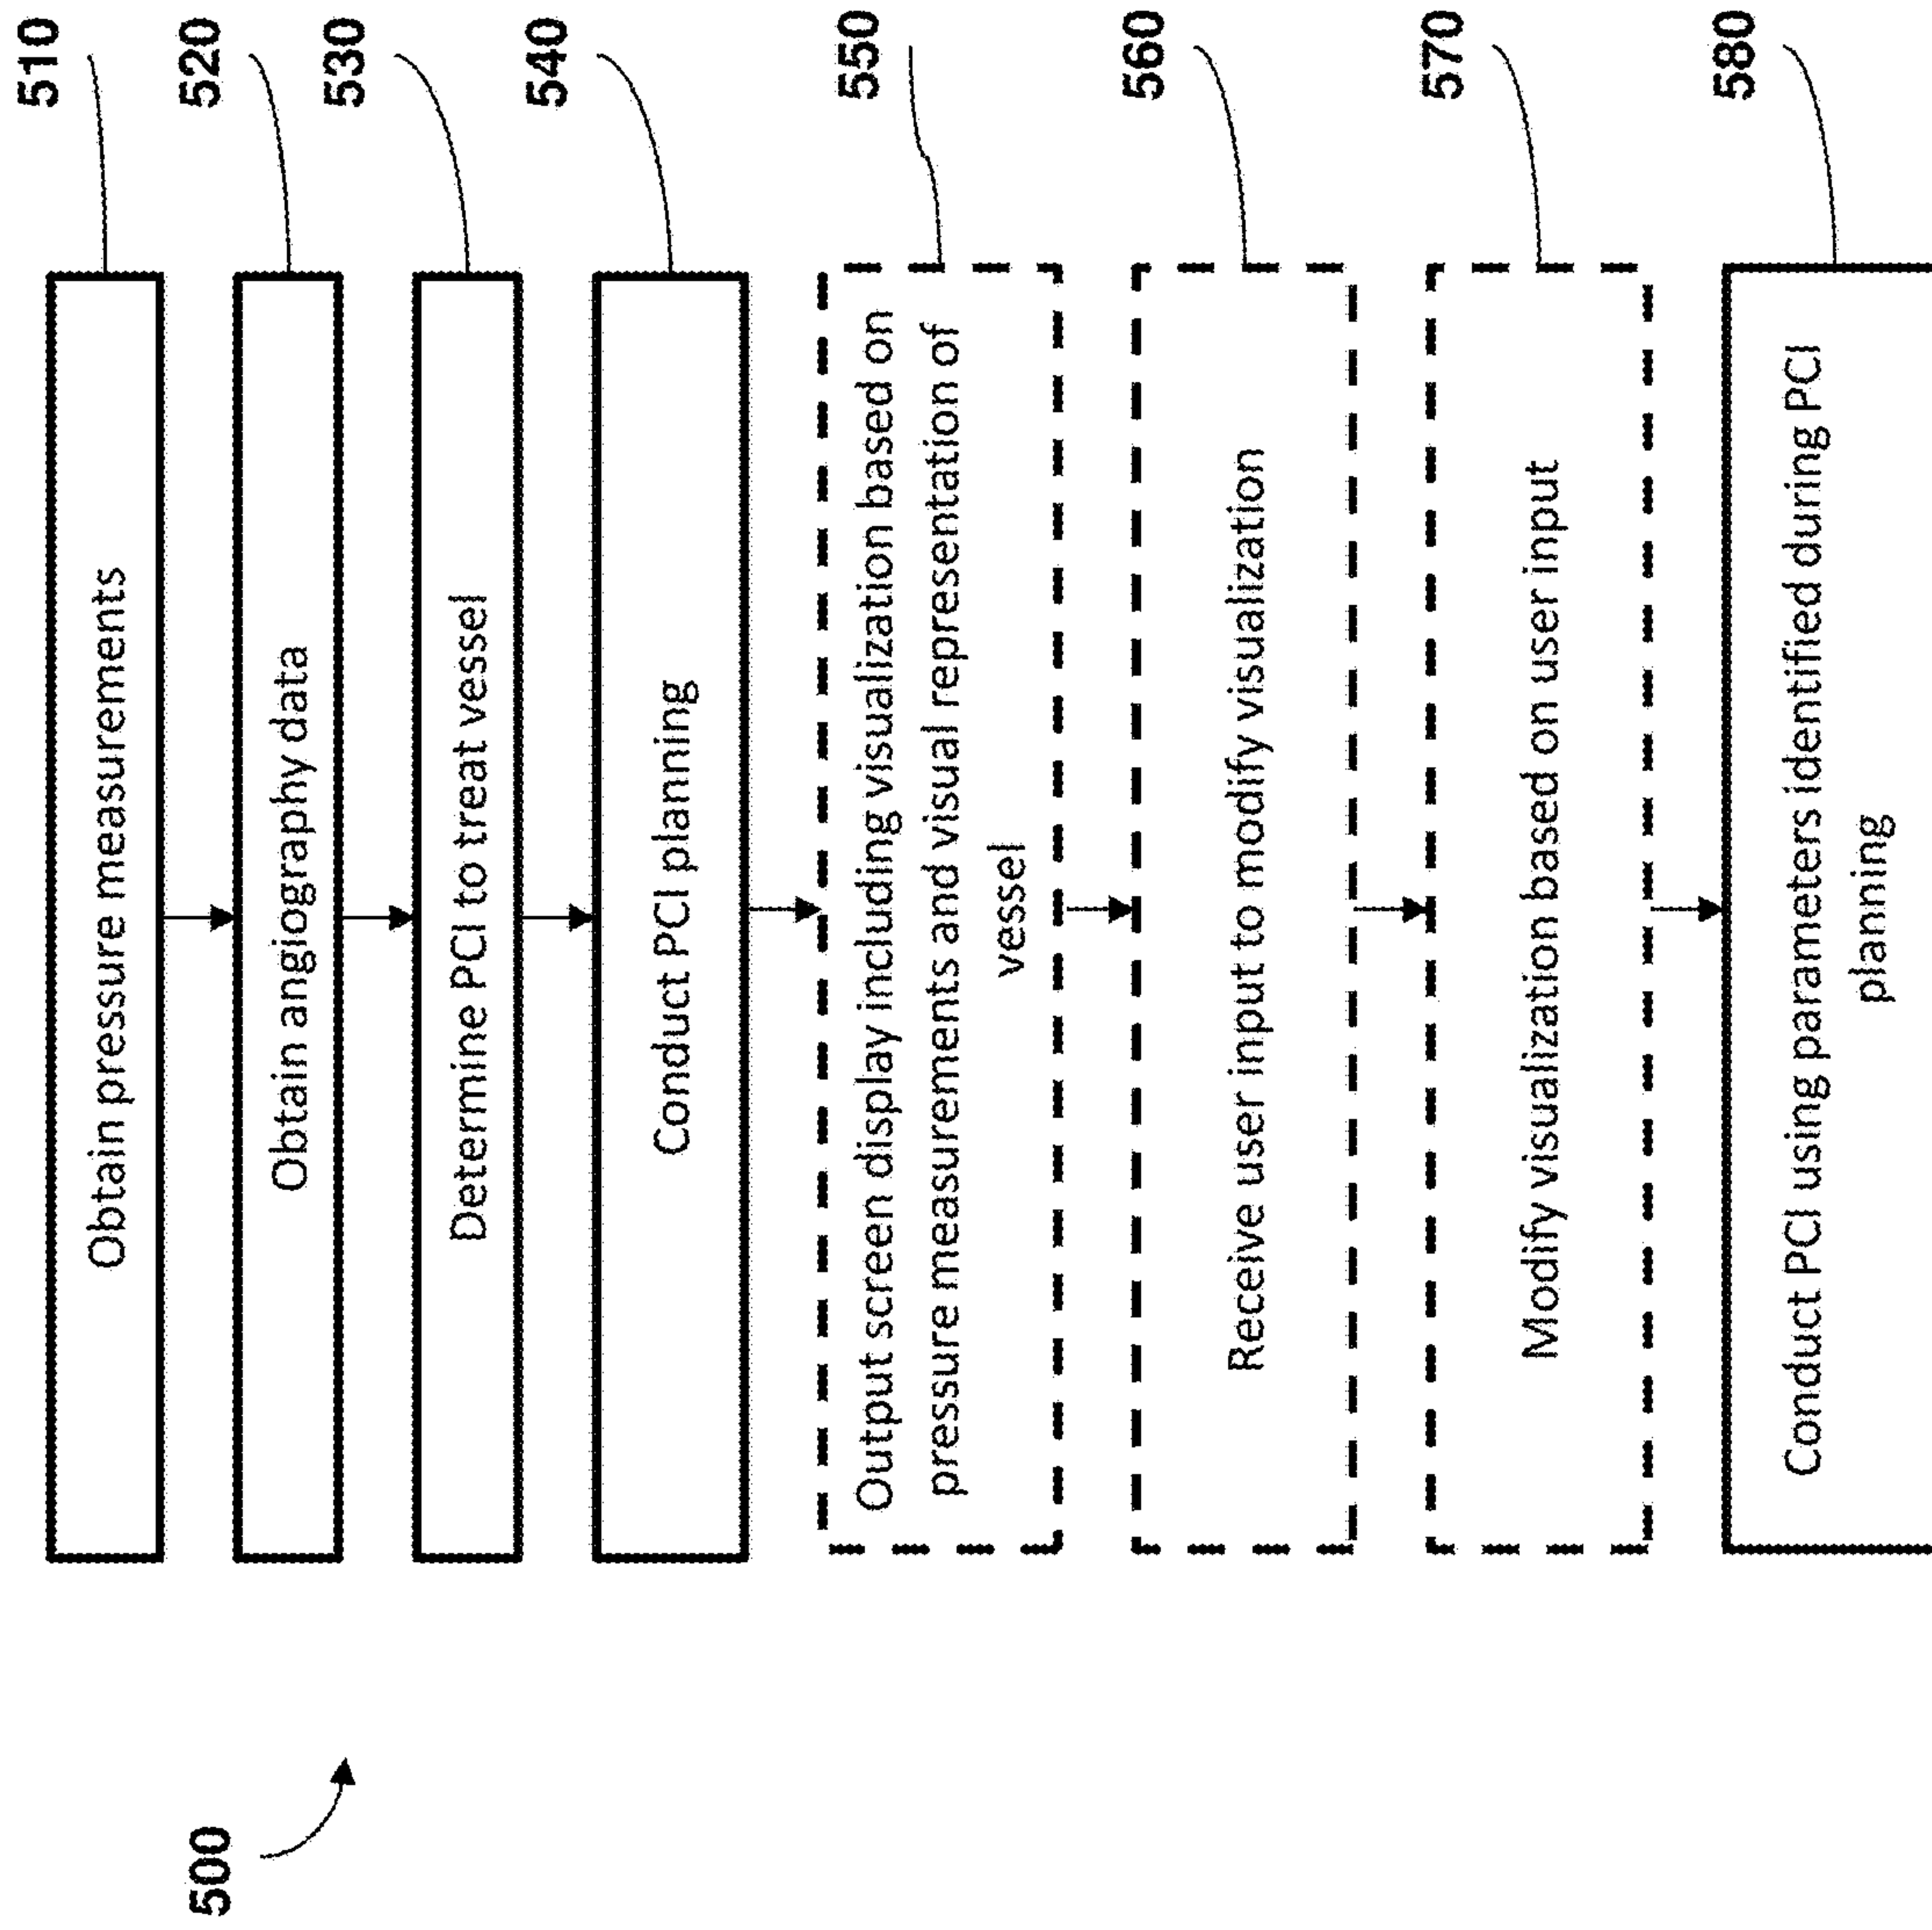 500
510
Obtain pressure measurements
520
Obtain angiography data
530
Determine PCI to treat vessel
540
Conduct PCI planning
550
Output screen display including visualization based on
pressure measurements and visual representation of
vessel
560
Receive user input to modify visualization
570
Modify visualization based on user input
580
Conduct PCI using parameters identified during PCI
planning